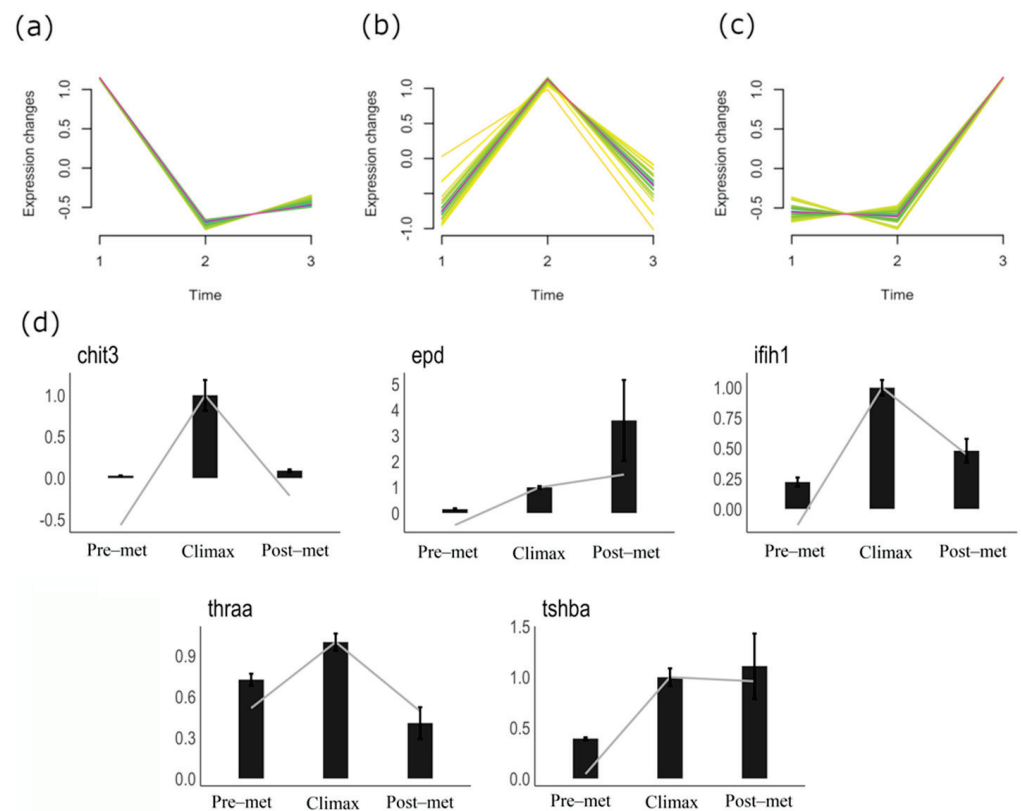 (a)
(b)
(c)
Expression changes
1.0
0.5
0.0
-0.5
1
2
3
Time
Expression changes
1.0
0.5
0.0
-1.0
1
2
3
Time
Expression changes
1.0
0.5
0.0
-0.5
1
2
3
Time
(d)
chit3
1.0
0.5
0.0
-0.5
Pre–met
Climax
Post–met
epd
5
4
3
2
1
0
Pre–met
Climax
Post–met
ifih1
1.00
0.75
0.50
0.25
0.00
Pre–met
Climax
Post–met
thraa
0.9
0.6
0.3
0.0
Pre–met
Climax
Post–met
tshba
1.5
1.0
0.5
0.0
Pre–met
Climax
Post–met